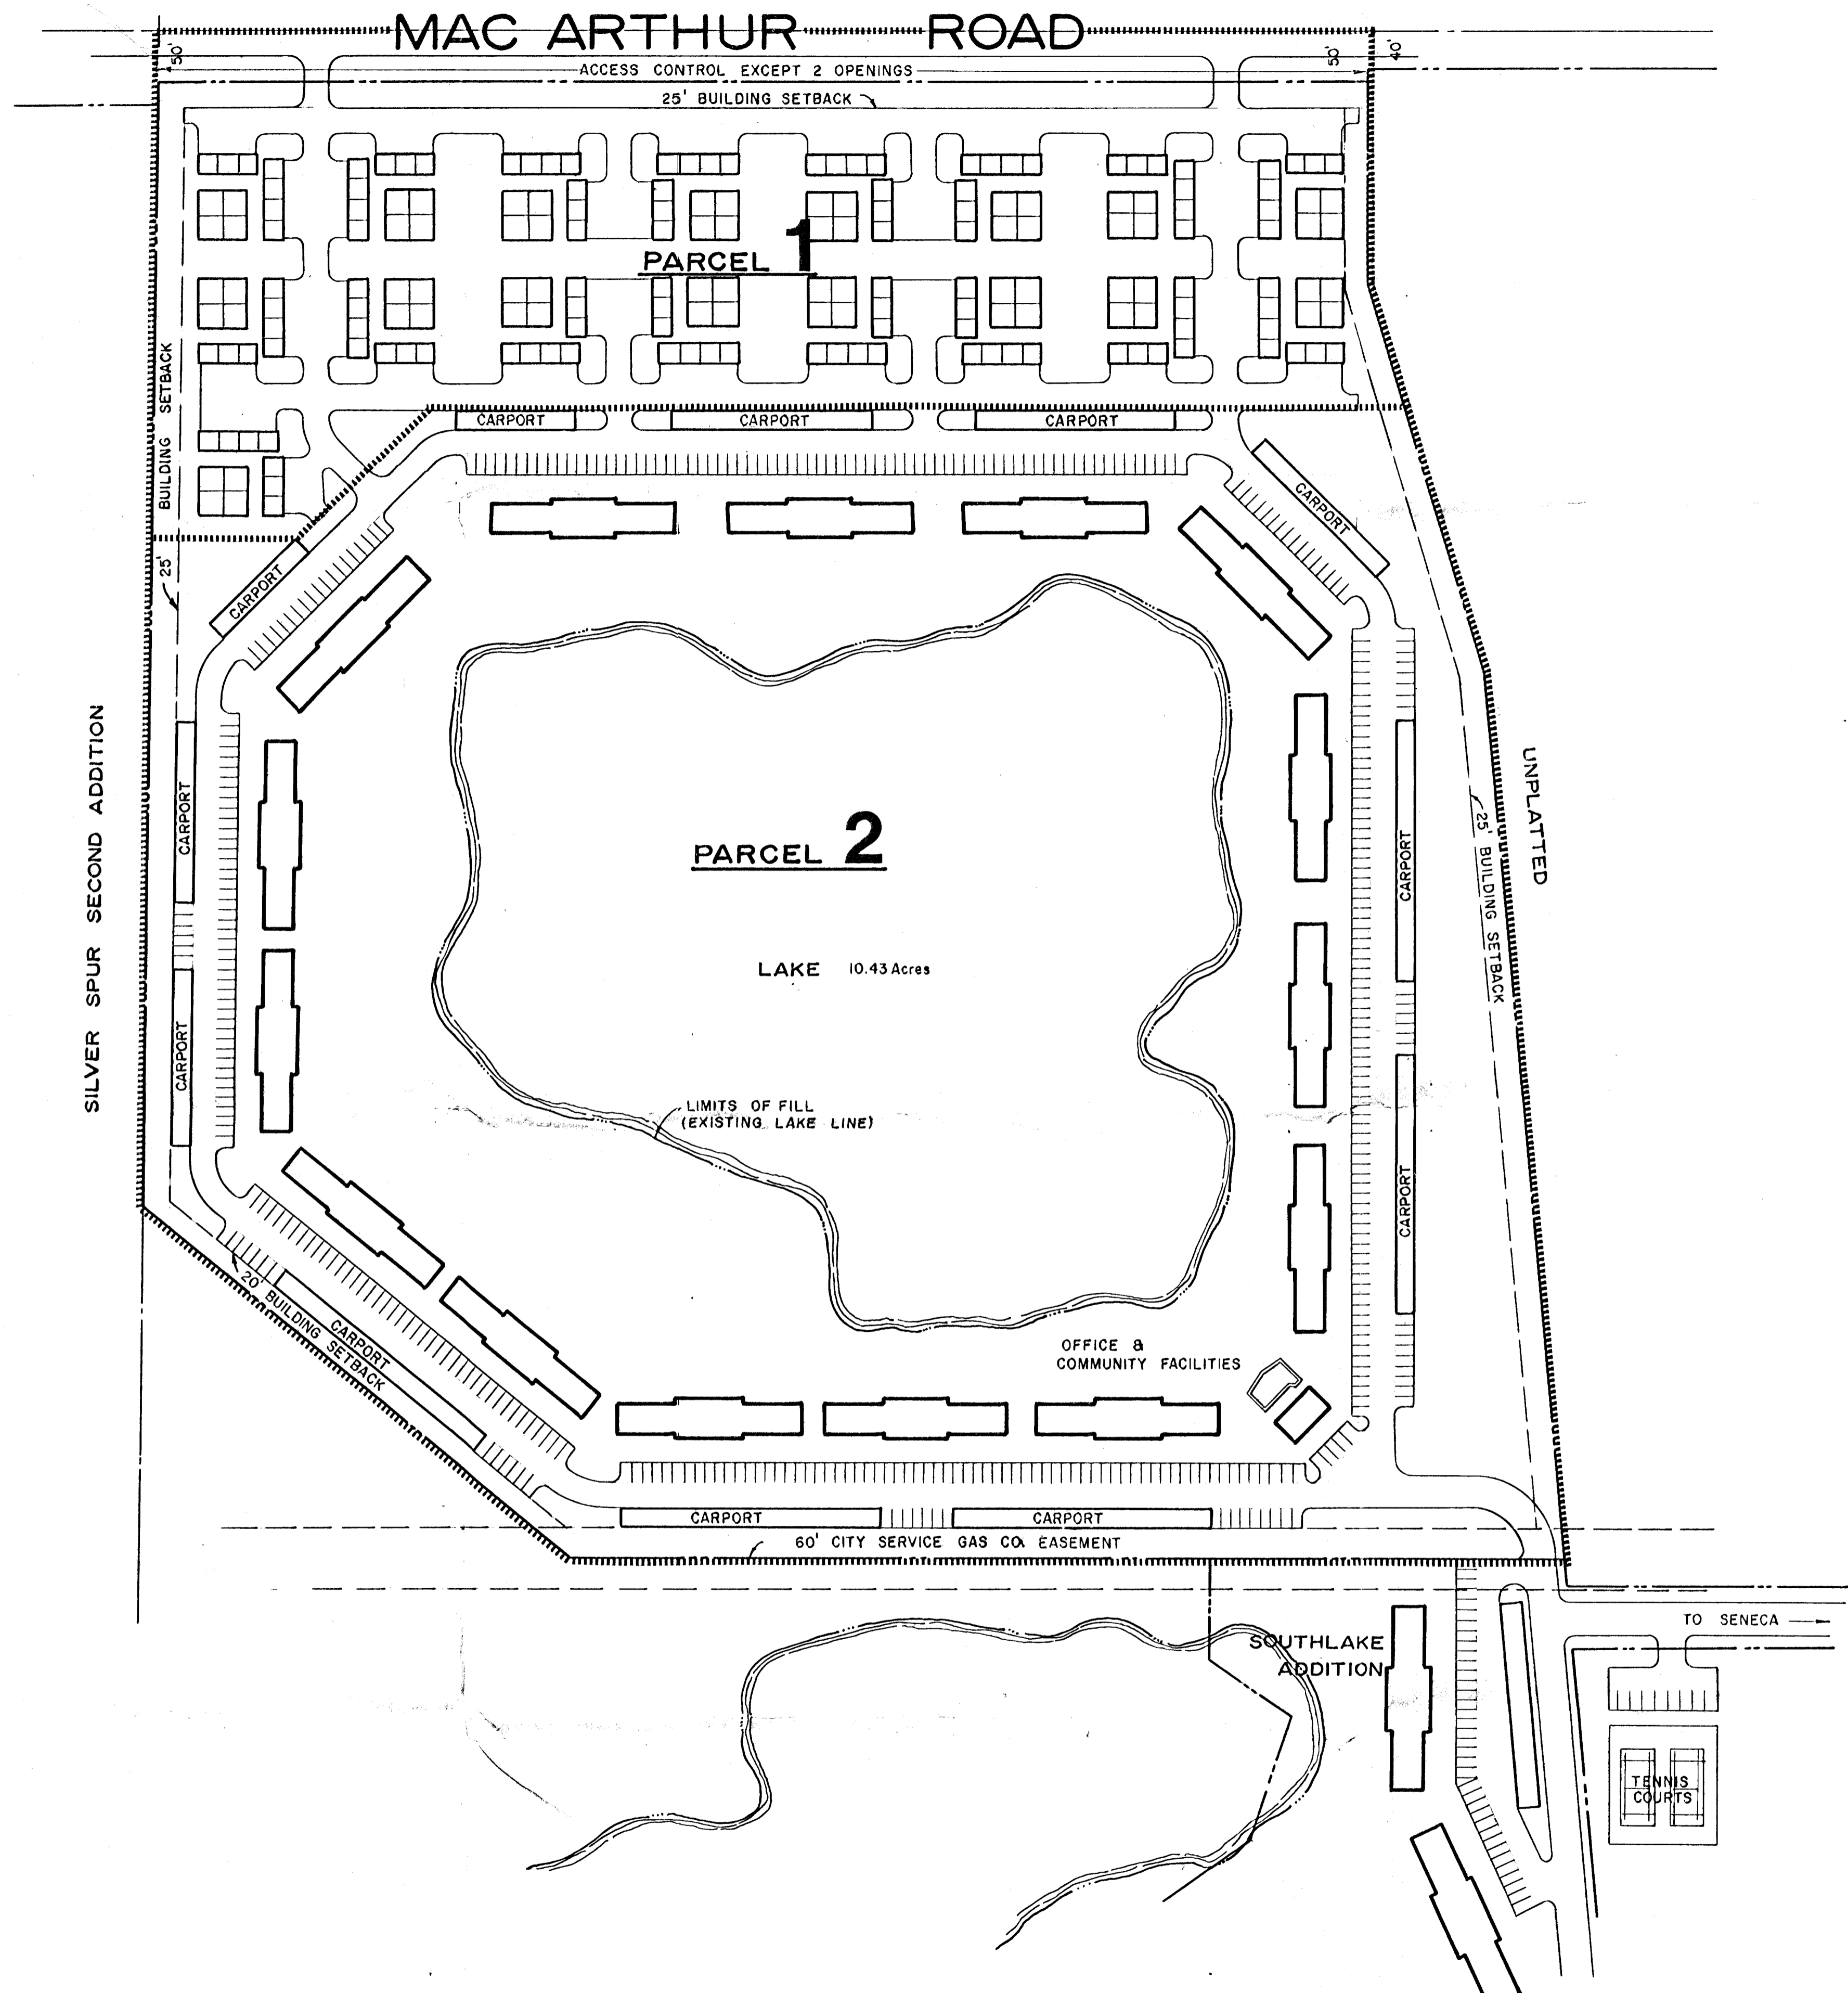 MAC ARTHUR ROAD
50'
50'
40'
ACCESS CONTROL EXCEPT 2 OPENINGS
25' BUILDING SETBACK
PARCEL 1
25' BUILDING SETBACK
CARPORT
CARPORT
CARPORT
CARPORT
CARPORT
SILVER SPUR SECOND ADDITION
CARPORT
CARPORT
PARCEL 2
LAKE 10.43 Acres
CARPORT
CARPORT
25' BUILDING SETBACK
UNPLATTED
LIMITS OF FILL
(EXISTING LAKE LINE)
20' BUILDING SETBACK
CARPORT
OFFICE &
COMMUNITY FACILITIES
CARPORT
CARPORT
60' CITY SERVICE GAS CO. EASEMENT
TO SENECA
SOUTHLAKE
ADDITION
TENNIS
COURTS